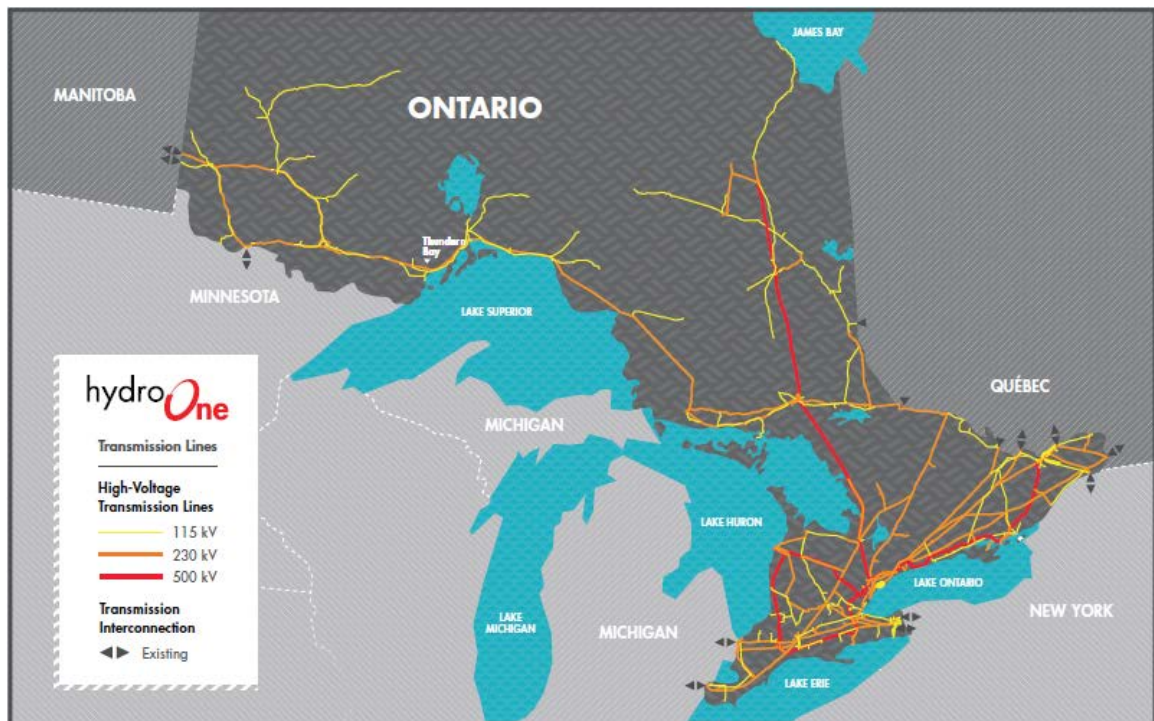 JAMES BAY
MANITOBA
ONTARIO
Thundern
Bay
MINNESOTA
LAKE SUPERIOR
QUÉBEC
MICHIGAN
LAKE HURON
LAKE ONTARIO
NEW YORK
LAKE
MICHIGAN
MICHIGAN
LAKE ERIE
hydro One
Transmission Lines
High-Voltage
Transmission Lines
115 kV
230 kV
500 kV
Transmission
Interconnection
Existing